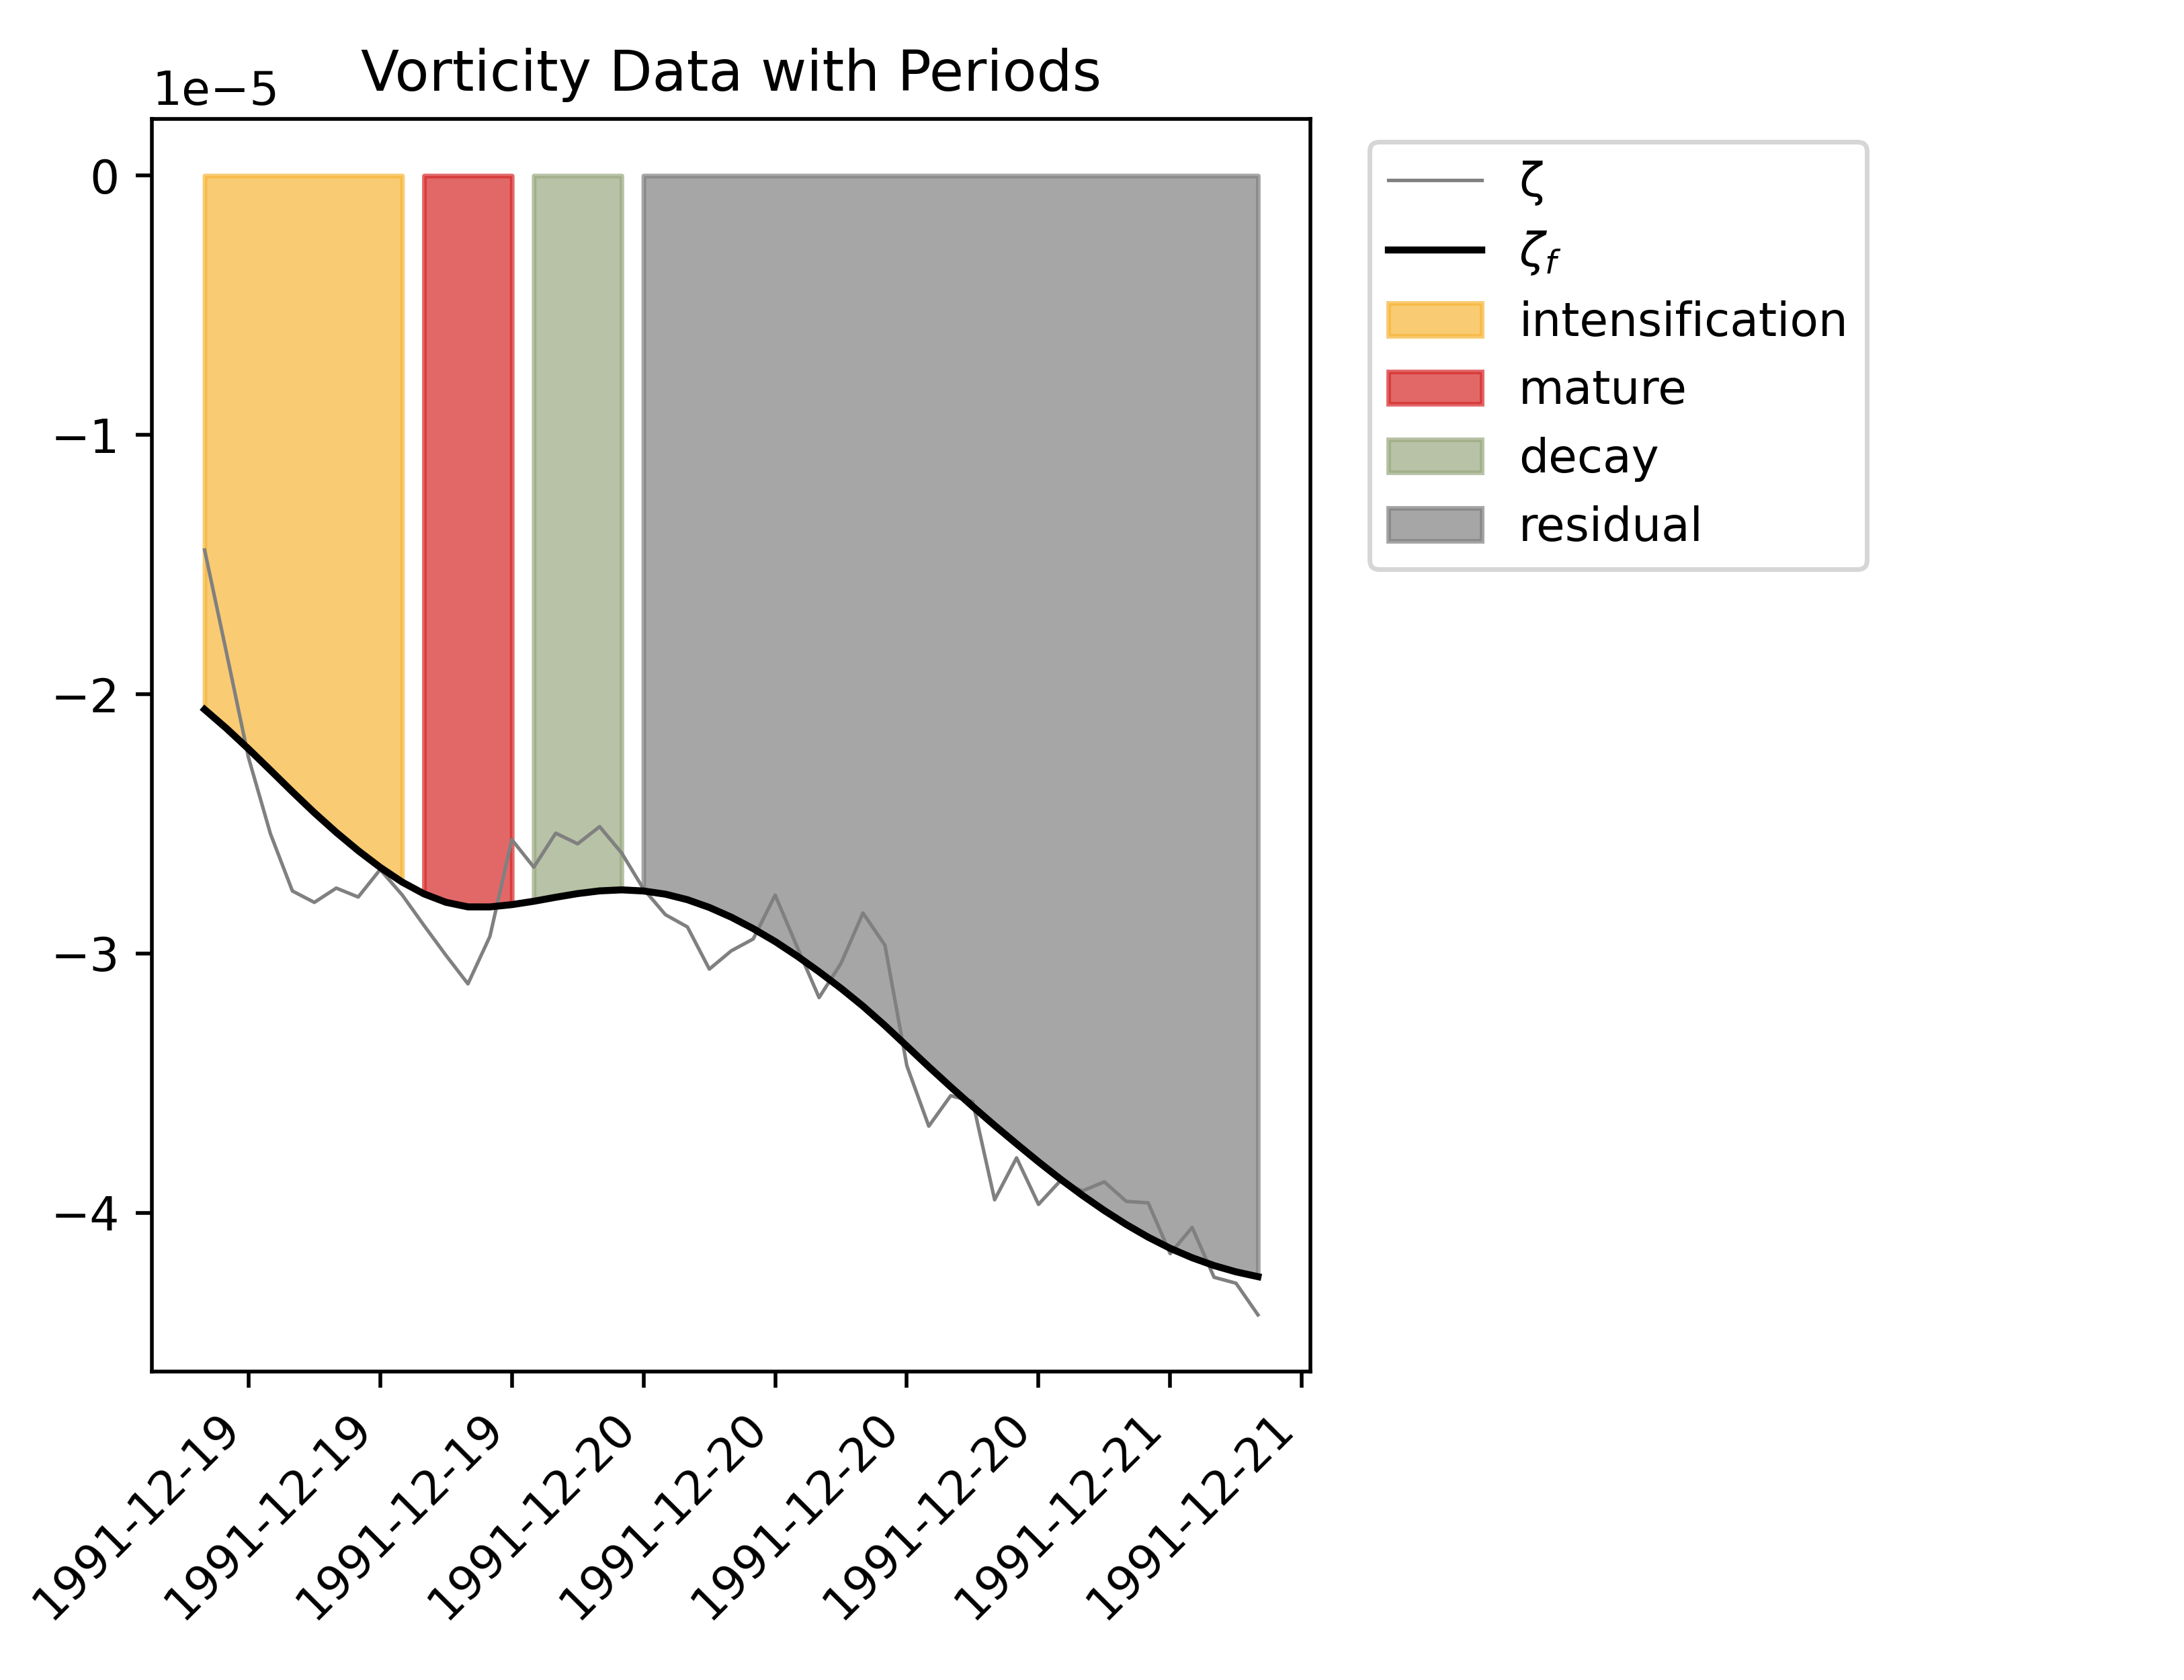 Vorticity Data with Periods
1e−5
0
−1
−2
−3
−4
1991-12-19
1991-12-19
1991-12-19
1991-12-20
1991-12-20
1991-12-20
1991-12-20
1991-12-21
1991-12-21
ζ
ζf
intensification
mature
decay
residual